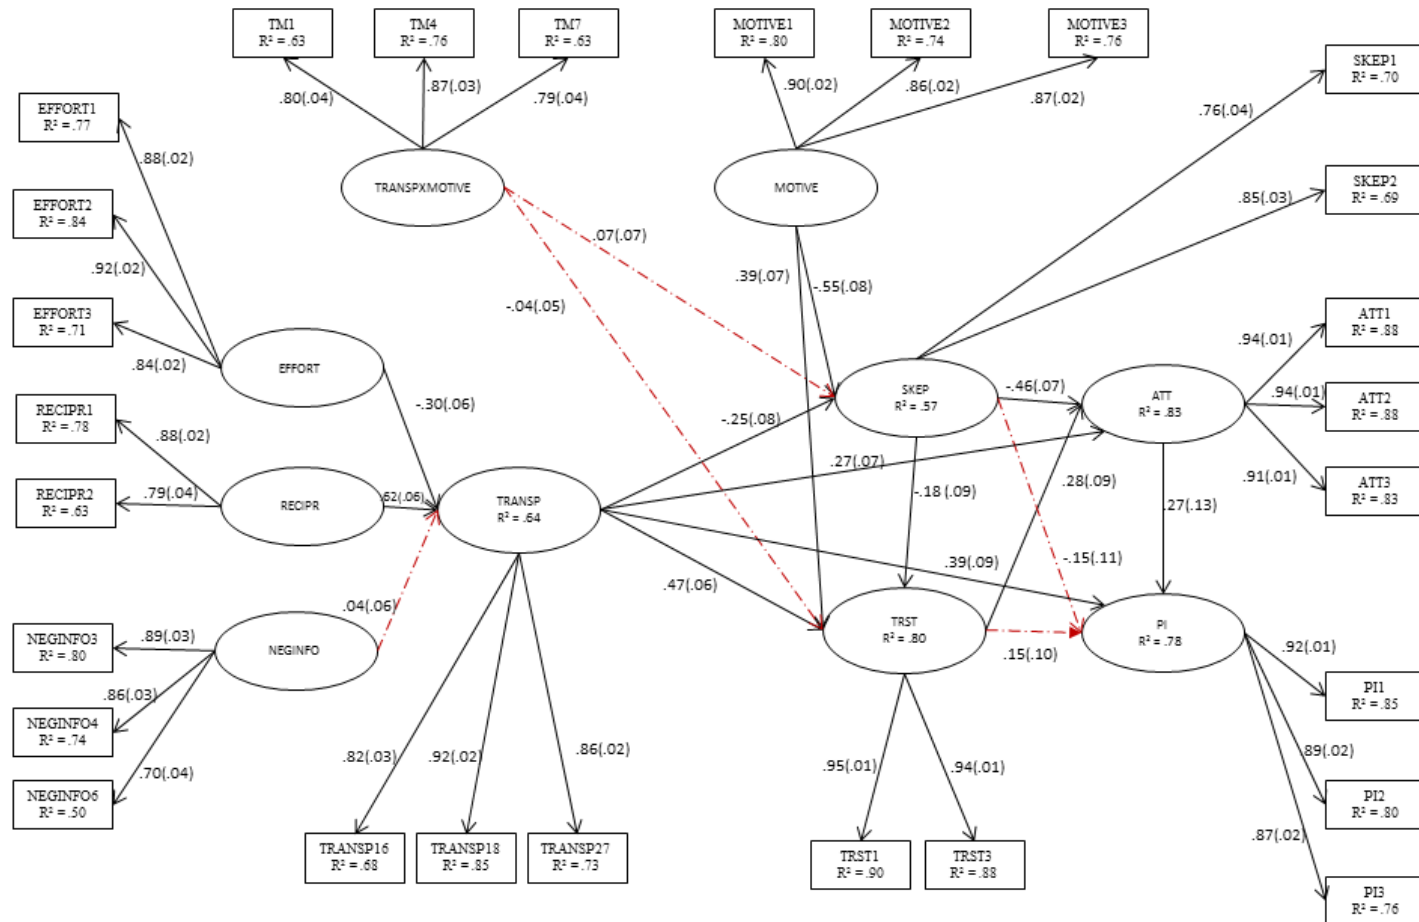 TM1
R² = .63
TM4
R² = .76
TM7
R² = .63
MOTIVE1
R² = .80
MOTIVE2
R² = .74
MOTIVE3
R² = .76
SKEP1
R² = .70
.80(.04)
.87(.03)
.79(.04)
.90(.02)
.86(.02)
.87(.02)
.76(.04)
EFFORT1
R² = .77
.88(.02)
TRANSPXMOTIVE
MOTIVE
SKEP2
R² = .69
.85(.03)
EFFORT2
R² = .84
.92(.02)
.07(.07)
.39(.07)
-.55(.08)
-.04(.05)
EFFORT3
R² = .71
.84(.02)
EFFORT
-.30(.06)
ATT1
R² = .88
.94(.01)
SKEP
R² = .57
-.46(.07)
ATT
R² = .83
.94(.01)
ATT2
R² = .88
RECIPR1
R² = .78
.88(.02)
-.25(.08)
.27(.07)
.28(.09)
.91(.01)
ATT3
R² = .83
RECIPR2
R² = .63
.79(.04)
RECIPR
.62(.06)
TRANSP
R² = .64
-.18(.09)
.27(.13)
.47(.06)
.39(.09)
-.15(.11)
NEGINFO3
R² = .80
.89(.03)
.04(.06)
NEGINFO
TRST
R² = .80
.15(.10)
PI
R² = .78
.92(.01)
PI1
R² = .85
.86(.03)
NEGINFO4
R² = .74
.70(.04)
NEGINFO6
R² = .50
.82(.03)
.92(.02)
.86(.02)
.95(.01)
.94(.01)
.89(.02)
PI2
R² = .80
.87(.02)
TRANSP16
R² = .68
TRANSP18
R² = .85
TRANSP27
R² = .73
TRST1
R² = .90
TRST3
R² = .88
PI3
R² = .76